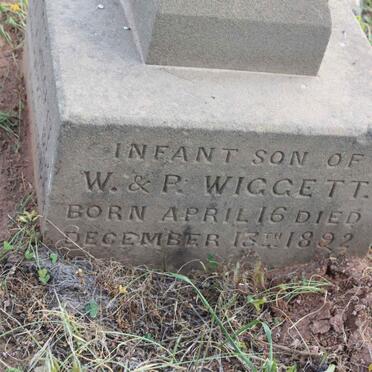 INFANT SON OF
W. & P. WIGGETT.
BORN APRIL 16 DIED
DECEMBER 13TH 1892